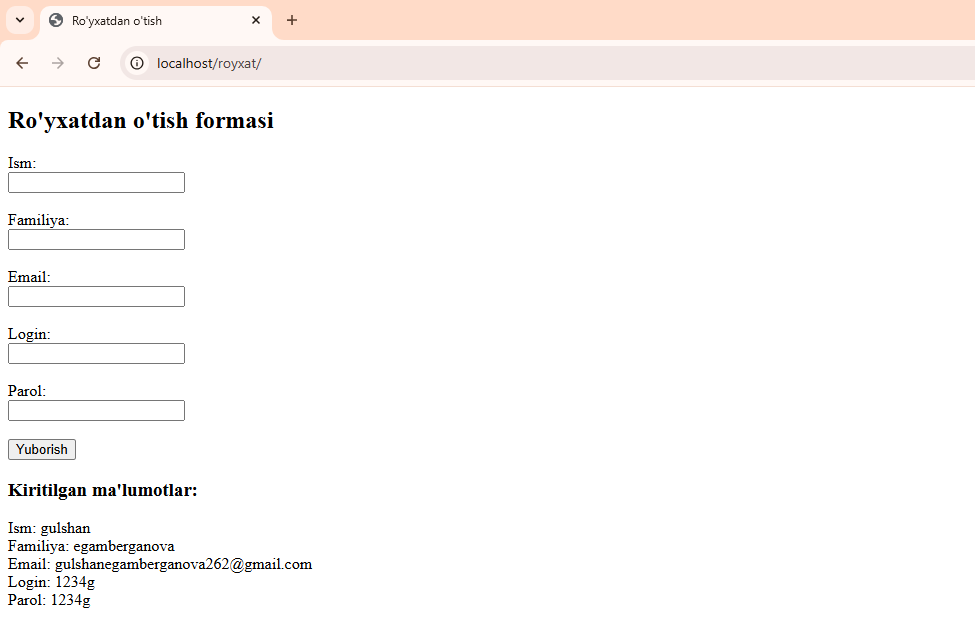 Ro'yxatdan o'tish
localhost/royxat/
Ro'yxatdan o'tish formasi
Ism:
Familiya:
Email:
Login:
Parol:
Yuborish
Kiritilgan ma'lumotlar:
Ism: gulshan
Familiya: egamberganova
Email: gulshanegamberganova262@gmail.com
Login: 1234g
Parol: 1234g